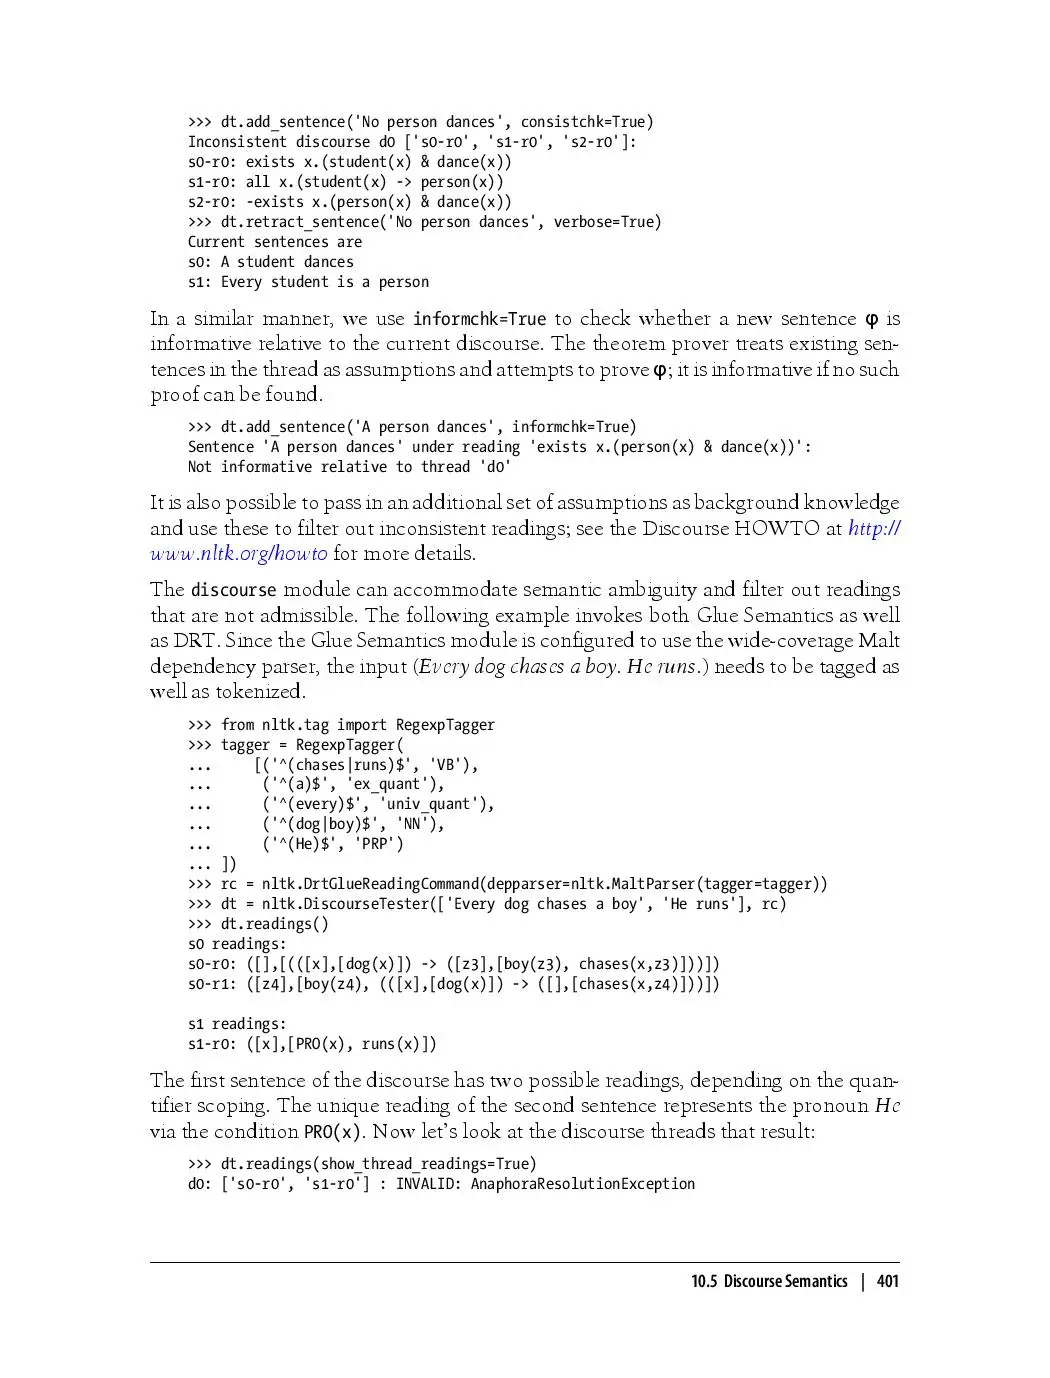 >>> dt.add_sentence('No person dances', consistchk=True)
Inconsistent discourse d0 ['s0-r0', 's1-r0', 's2-r0']:
s0-r0: exists x.(student(x) & dance(x))
s1-r0: all x.(student(x) -> person(x))
s2-r0: -exists x.(person(x) & dance(x))
>>> dt.retract_sentence('No person dances', verbose=True)
Current sentences are
s0: A student dances
s1: Every student is a person
In a similar manner, we use informchk=True to check whether a new sentence φ is
informative relative to the current discourse. The theorem prover treats existing sen-
tences in the thread as assumptions and attempts to prove φ; it is informative if no such
proof can be found.
>>> dt.add_sentence('A person dances', informchk=True)
Sentence 'A person dances' under reading 'exists x.(person(x) & dance(x))':
Not informative relative to thread 'd0'
It is also possible to pass in an additional set of assumptions as background knowledge
and use these to filter out inconsistent readings; see the Discourse HOWTO at http://
www.nltk.org/howto for more details.
The discourse module can accommodate semantic ambiguity and filter out readings
that are not admissible. The following example invokes both Glue Semantics as well
as DRT. Since the Glue Semantics module is configured to use the wide-coverage Malt
dependency parser, the input (Every dog chases a boy. He runs.) needs to be tagged as
well as tokenized.
>>> from nltk.tag import RegexpTagger
>>> tagger = RegexpTagger(
...     [('^(chases|runs)$', 'VB'),
...      ('^(a)$', 'ex_quant'),
...      ('^(every)$', 'univ_quant'),
...      ('^(dog|boy)$', 'NN'),
...      ('^(He)$', 'PRP')
... ])
>>> rc = nltk.DrtGlueReadingCommand(depparser=nltk.MaltParser(tagger=tagger))
>>> dt = nltk.DiscourseTester(['Every dog chases a boy', 'He runs'], rc)
>>> dt.readings()
s0 readings:
s0-r0: ([],[(([x],[dog(x)]) -> ([z3],[boy(z3), chases(x,z3)]))])
s0-r1: ([z4],[boy(z4), (([x],[dog(x)]) -> ([],[chases(x,z4)]))])
s1 readings:
s1-r0: ([x],[PRO(x), runs(x)])
The first sentence of the discourse has two possible readings, depending on the quan-
tifier scoping. The unique reading of the second sentence represents the pronoun He
via the condition PRO(x). Now let's look at the discourse threads that result:
>>> dt.readings(show_thread_readings=True)
d0: ['s0-r0', 's1-r0'] : INVALID: AnaphoraResolutionException
10.5 Discourse Semantics | 401